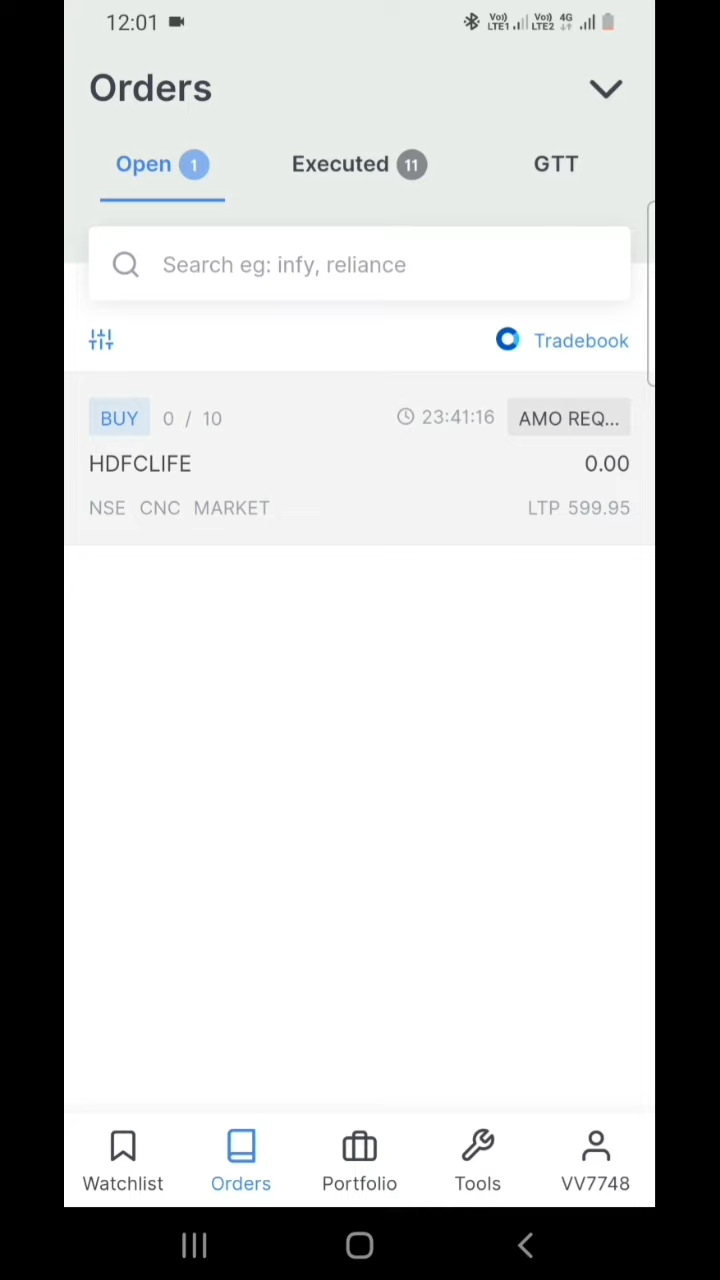 12:01 Vo)) LTE1 Vo)) LTE2 4G
Orders
Open 1 Executed 11 GTT
Search eg: infy, reliance
Tradebook
BUY 0 / 10 23:41:16 AMO REQ...
HDFCLIFE 0.00
NSE CNC MARKET LTP 599.95
Watchlist Orders Portfolio Tools VV7748